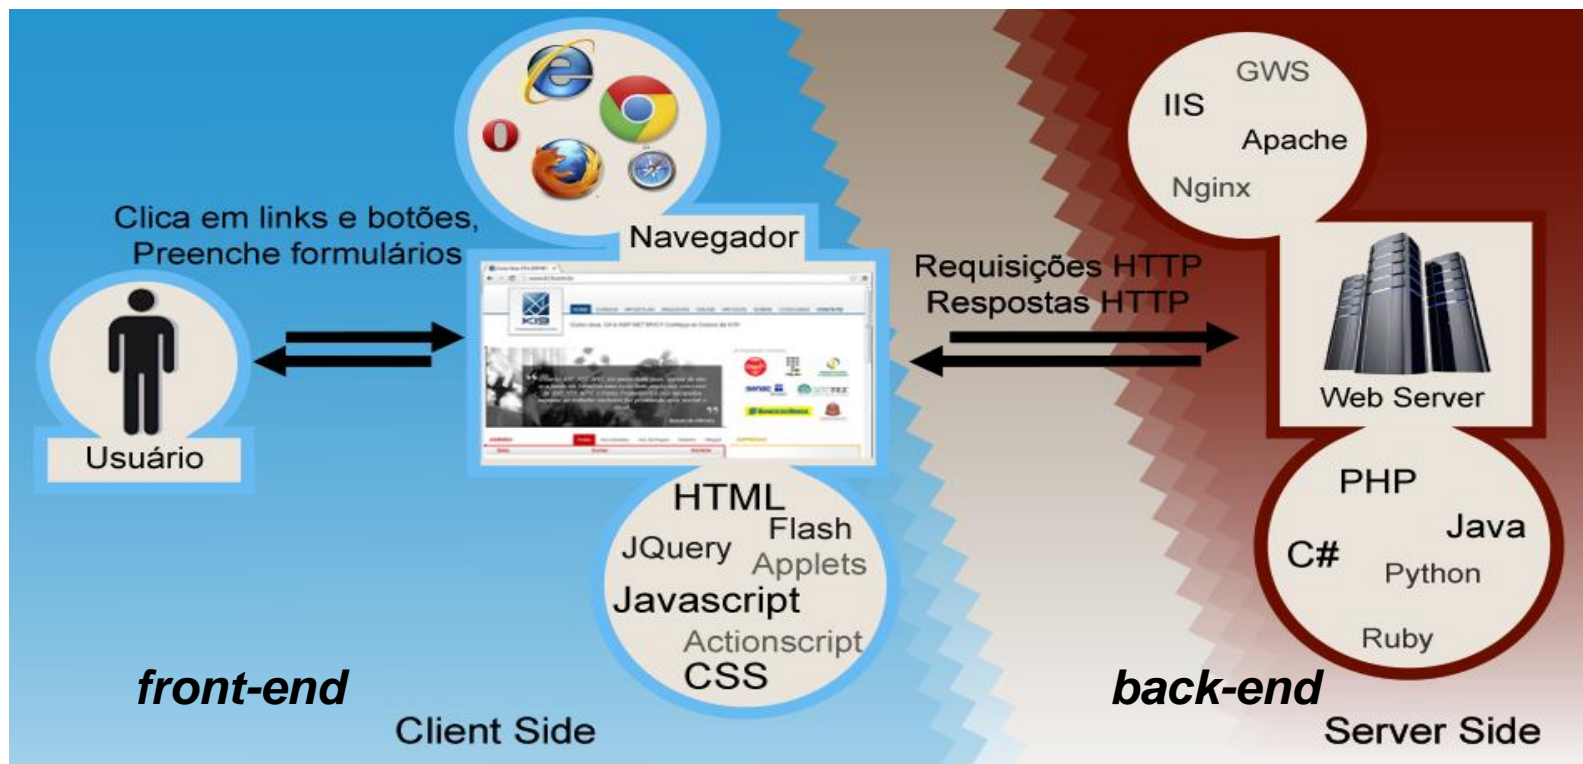 Clica em links e botões,
Preenche formulários
Usuário
Navegador
K19
HTML
Flash
JQuery
Applets
Javascript
Actionscript
CSS
front-end
Client Side
Requisições HTTP
Respostas HTTP
GWS
IIS
Apache
Nginx
Web Server
PHP
Java
C#
Python
Ruby
back-end
Server Side